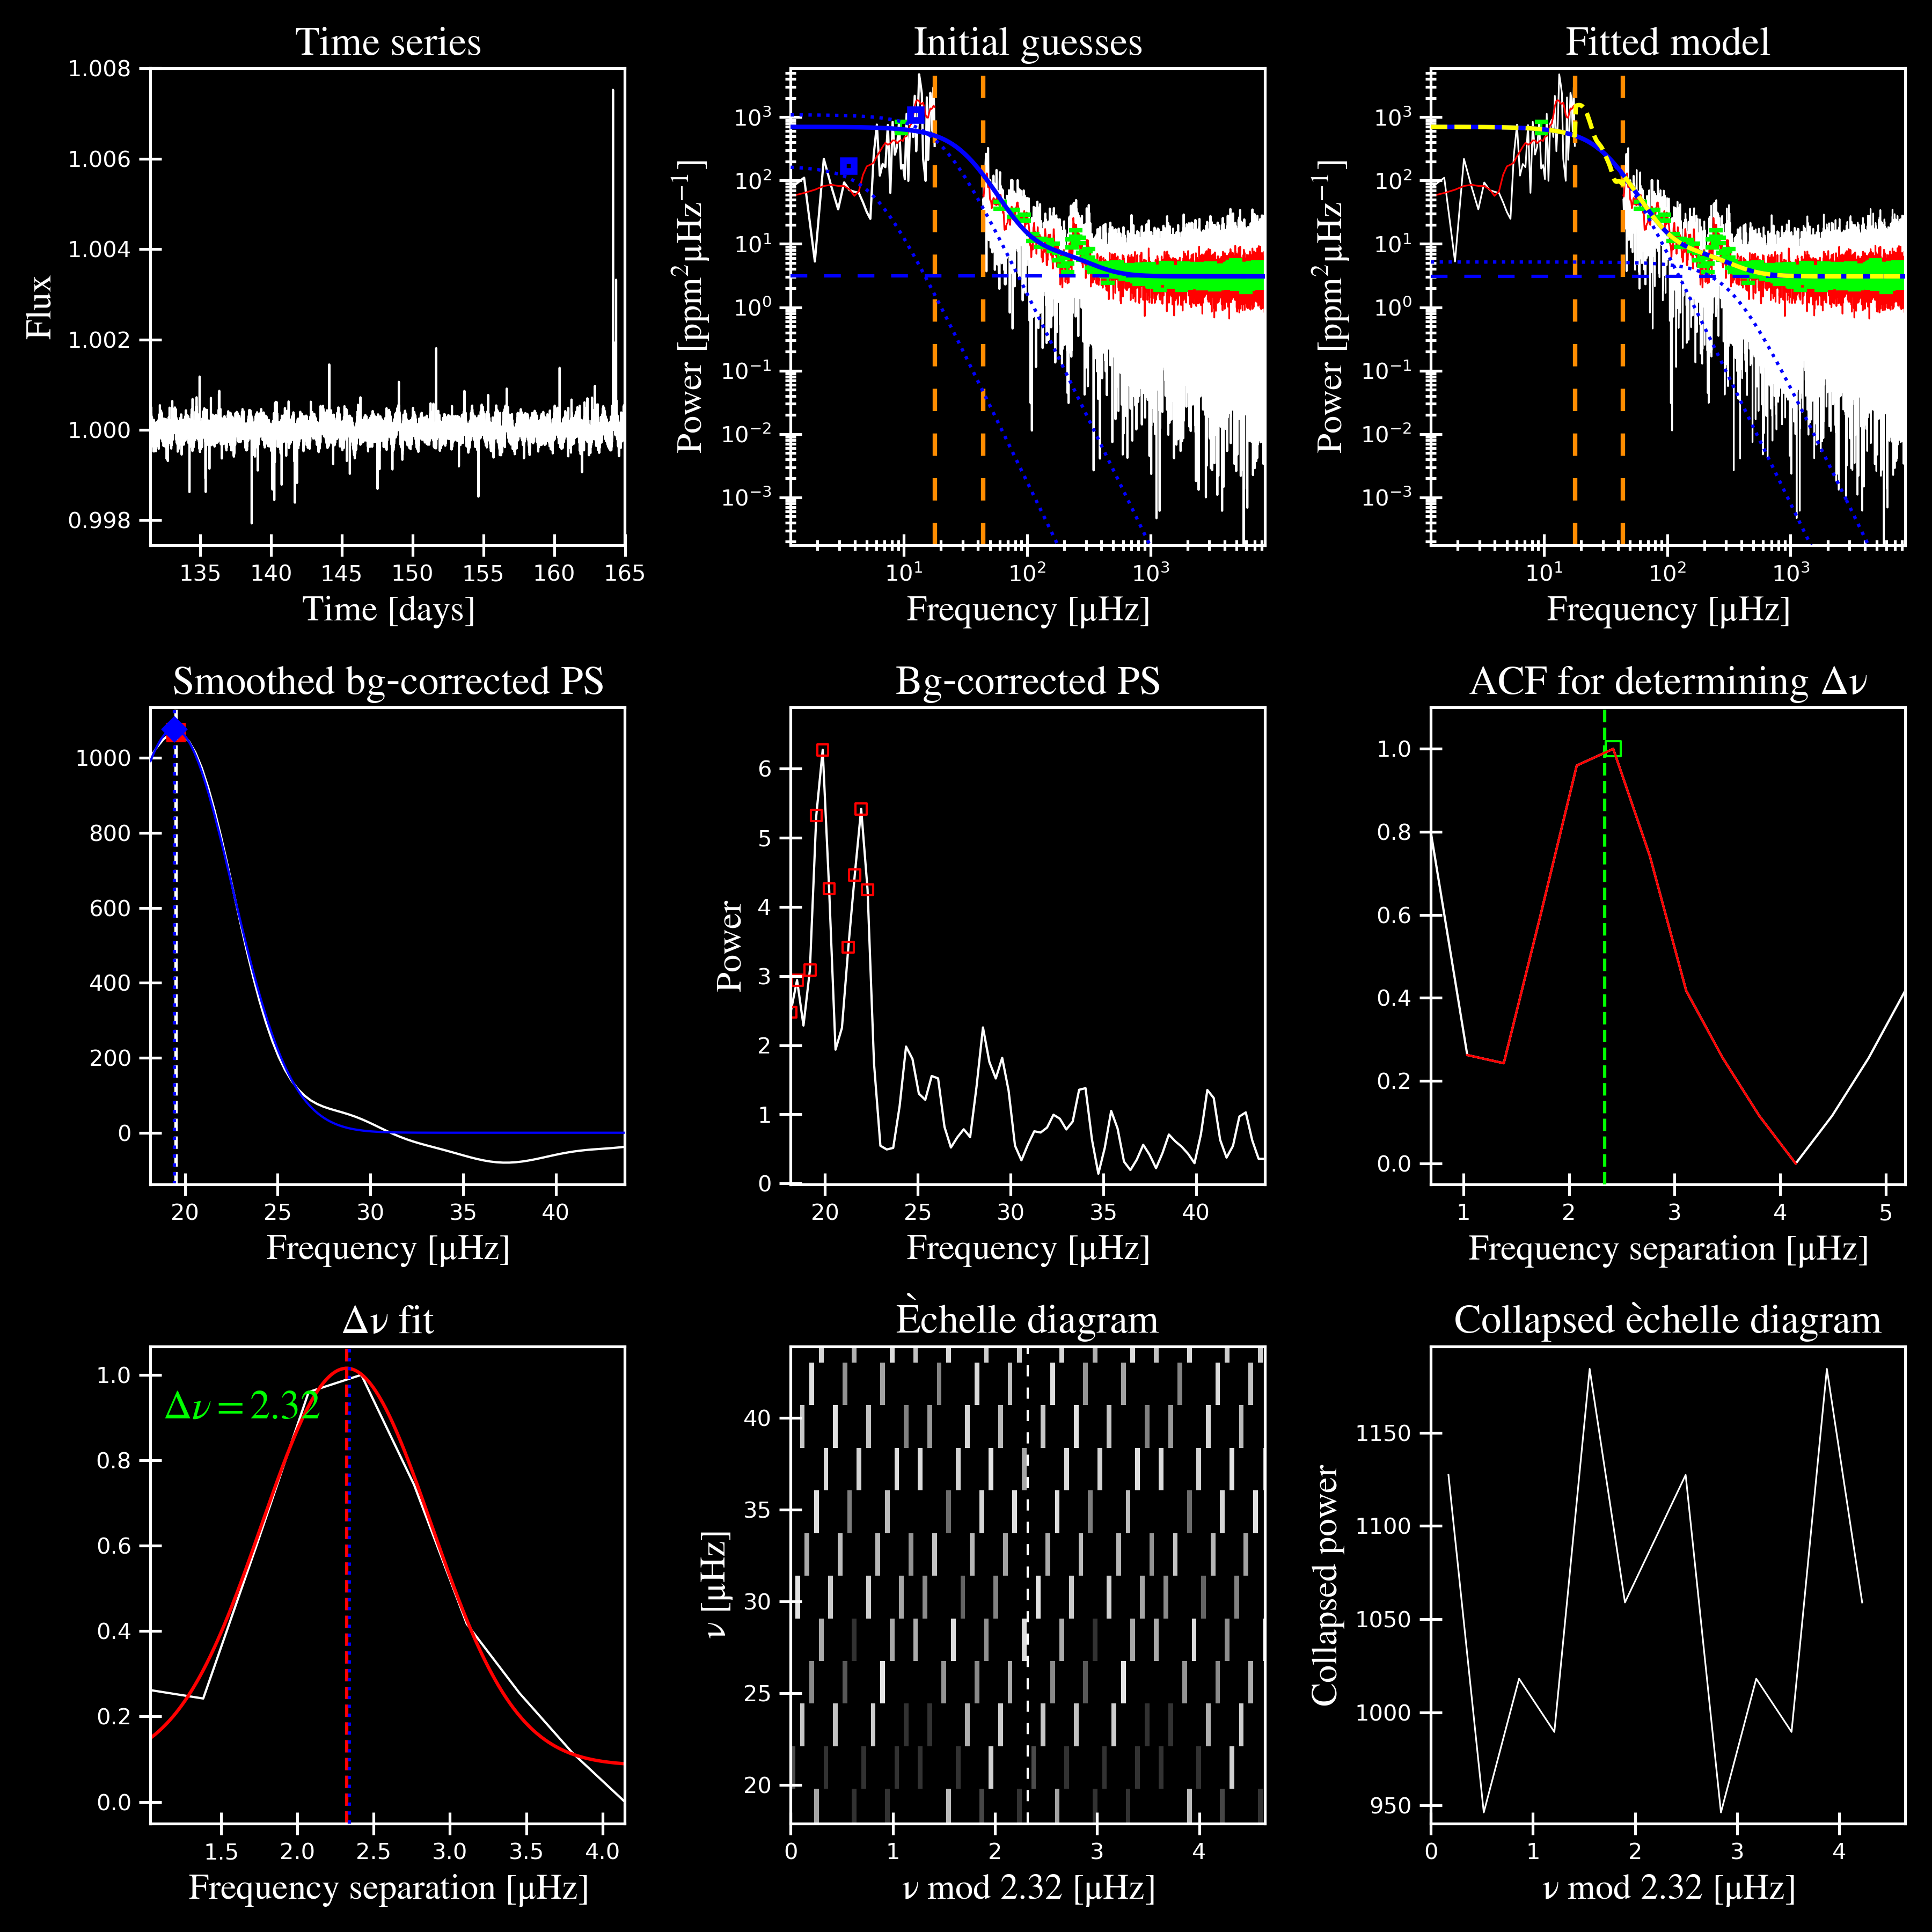 Time series
Initial guesses
Fitted model
1.008
1.006
1.004
1.002
1.000
0.998
Flux
135 140 145 150 155 160 165
Time [days]
10³
10²
10¹
10⁰
10⁻¹
10⁻²
10⁻³
Power [ppm² μHz⁻¹]
10¹ 10² 10³
Frequency [μHz]
10³
10²
10¹
10⁰
10⁻¹
10⁻²
10⁻³
Power [ppm² μHz⁻¹]
10¹ 10² 10³
Frequency [μHz]
Smoothed bg-corrected PS
Bg-corrected PS
ACF for determining Δν
1000
800
600
400
200
0
20 25 30 35 40
Frequency [μHz]
6
5
4
3
2
1
0
Power
20 25 30 35 40
Frequency [μHz]
1.0
0.8
0.6
0.4
0.2
0.0
1 2 3 4 5
Frequency separation [μHz]
Δν fit
Èchelle diagram
Collapsed èchelle diagram
1.0
0.8
0.6
0.4
0.2
0.0
Δν = 2.32
1.5 2.0 2.5 3.0 3.5 4.0
Frequency separation [μHz]
40
35
30
25
20
ν [μHz]
0 1 2 3 4
ν mod 2.32 [μHz]
1150
1100
1050
1000
950
Collapsed power
0 1 2 3 4
ν mod 2.32 [μHz]